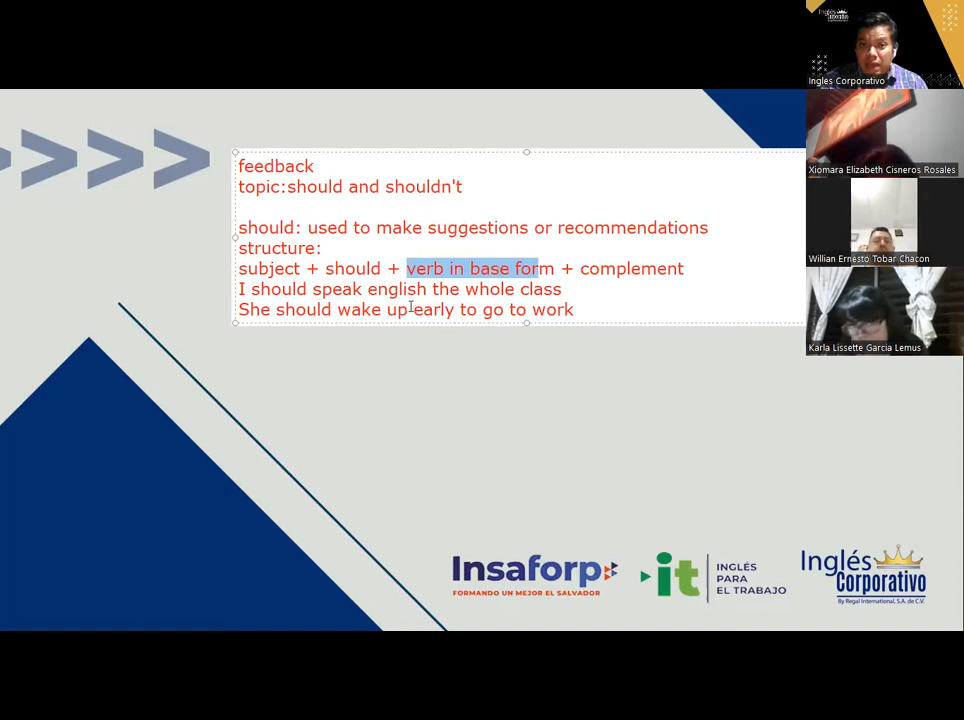 Inglés
Corporativo
Ingles Corporativo
feedback
topic:should and shouldn't
should: used to make suggestions or recommendations
structure:
subject + should + verb in base form + complement
I should speak english the whole class
She should wake up early to go to work
Xiomara Elizabeth Cisneros Rosales
Willian Ernesto Tobar Chacon
Karla Lissette Garcia Lemus
Insaforp
FORMANDO UN MEJOR EL SALVADOR
it
INGLÉS
PARA
EL TRABAJO
Inglés
Corporativo
By Regal International, S.A. de C.V.